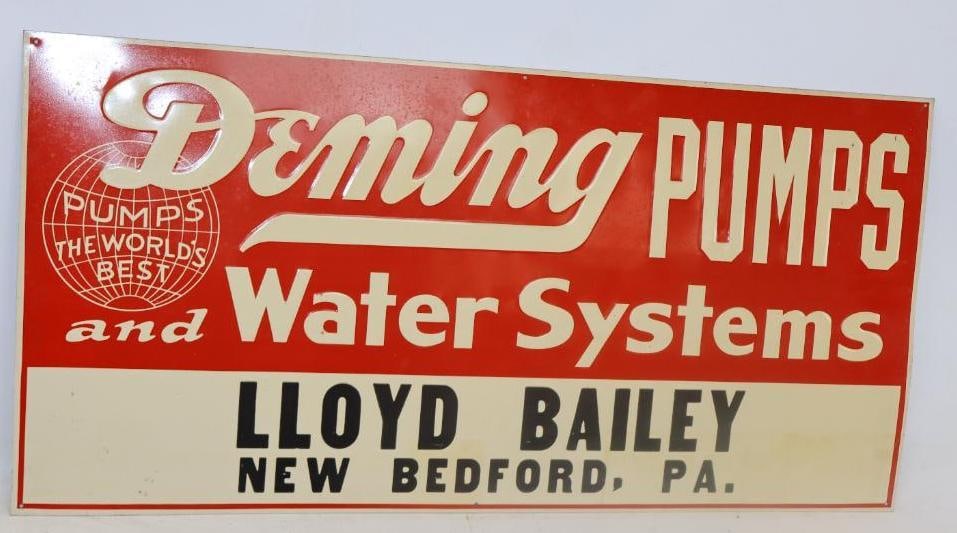 Deming PUMPS
PUMPS
THE WORLD'S
BEST
and Water Systems
LLOYD BAILEY
NEW BEDFORD, PA.